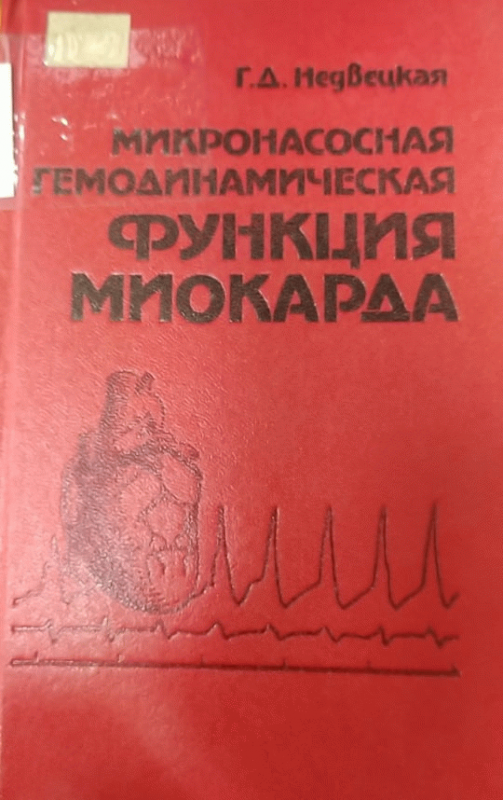 Г.Д. Недвецкая
МИКРОНАСОСНАЯ
ГЕМОДИНАМИЧЕСКАЯ
ФУНКЦИЯ
МИОКАРДА